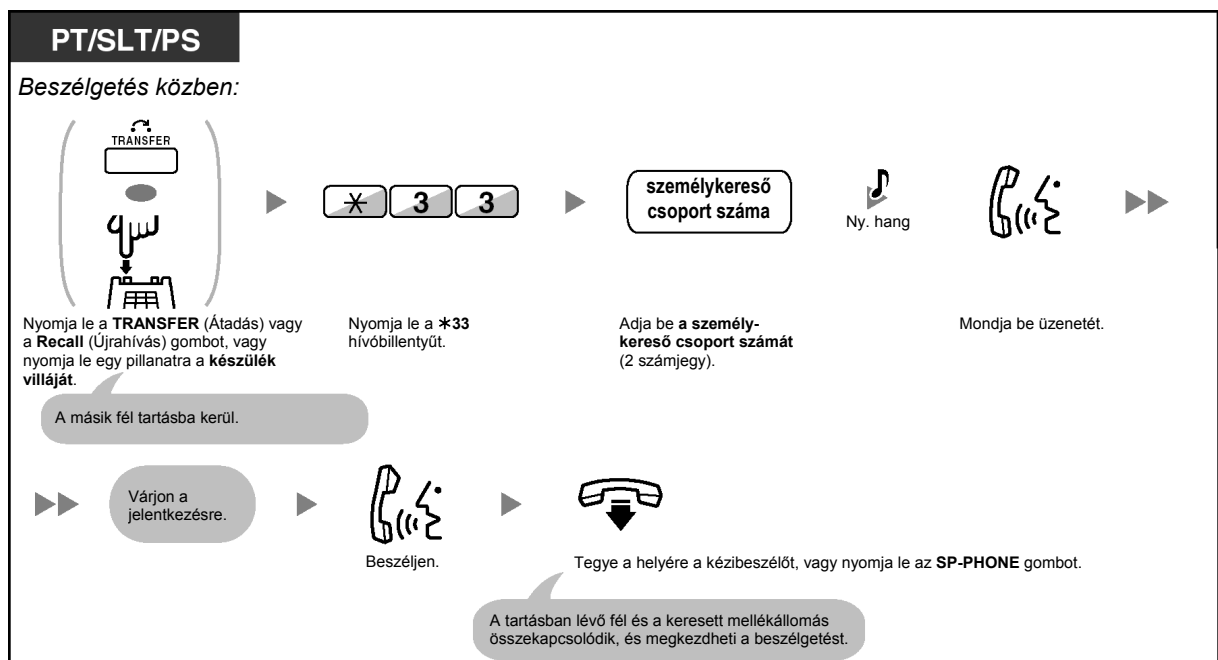 PT/SLT/PS
Beszélgetés közben:
TRANSFER
✳ 3 3
személykereső
csoport száma
Ny. hang
Nyomja le a TRANSFER (Átadás) vagy
a Recall (Újrahívás) gombot, vagy
nyomja le egy pillanatra a készülék
villáját.
Nyomja le a ✳33
hívóbillentyűt.
Adja be a személy-
kereső csoport számát
(2 számjegy).
Mondja be üzenetét.
A másik fél tartásba kerül.
Várjon a
jelentkezésre.
Beszéljen.
Tegye a helyére a kézibeszélőt, vagy nyomja le az SP-PHONE gombot.
A tartásban lévő fél és a keresett mellékállomás
összekapcsolódik, és megkezdheti a beszélgetést.